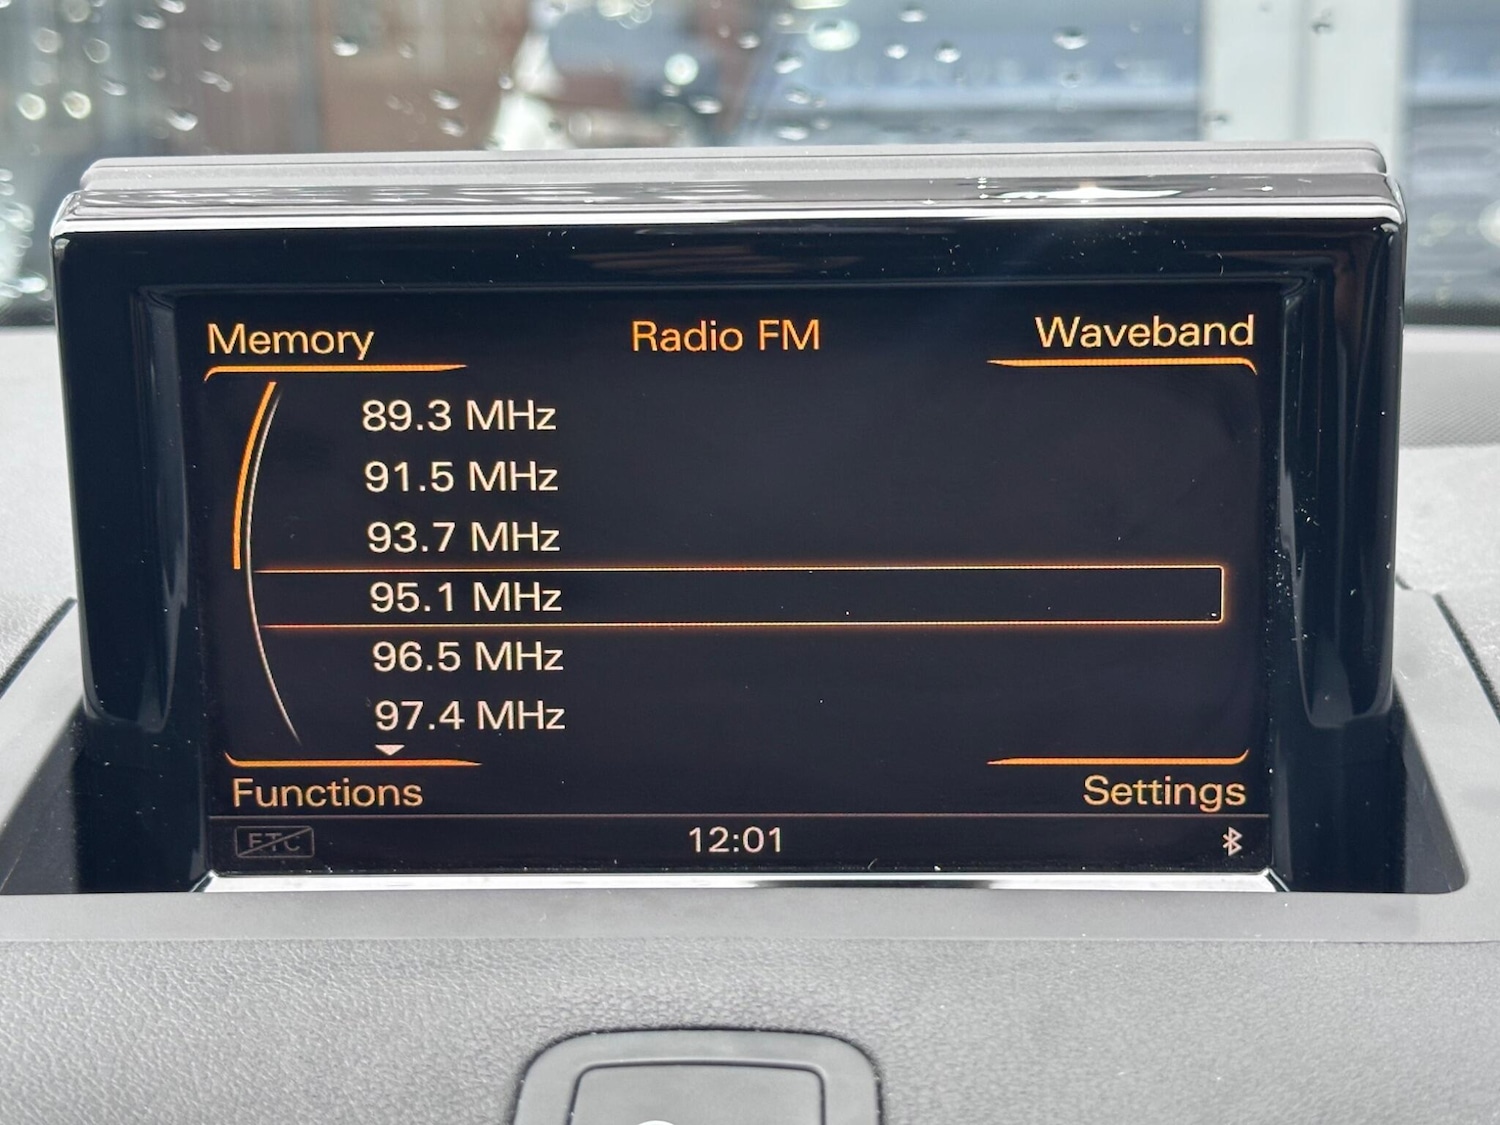 Memory Radio FM Waveband
89.3 MHz
91.5 MHz
93.7 MHz
95.1 MHz
96.5 MHz
97.4 MHz
Functions Settings
ETC 12:01